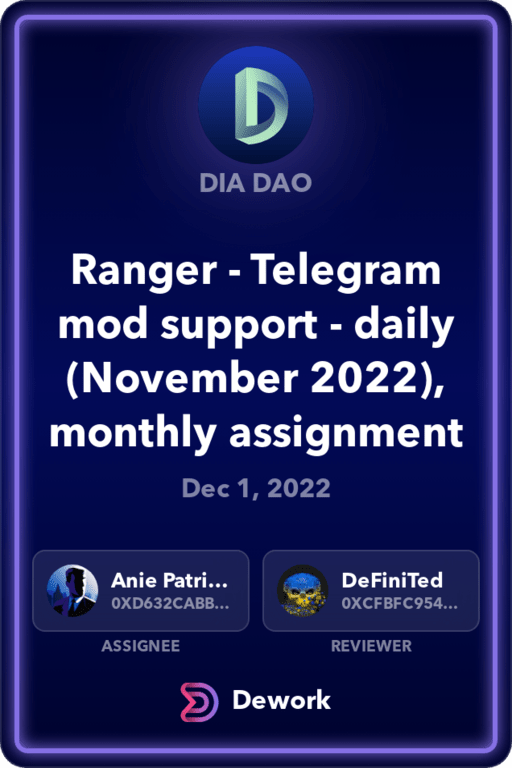 DIA DAO
Ranger - Telegram
mod support - daily
(November 2022),
monthly assignment
Dec 1, 2022
Anie Patri...
0XD632CABB...
DeFiniTed
0XCFBFC954...
ASSIGNEE
REVIEWER
Dework